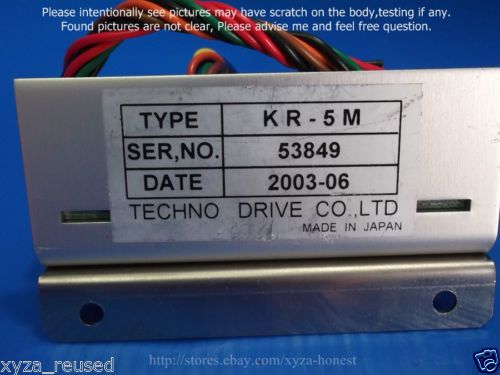 Please intentionally see pictures may have scratch on the body,testing if any.
Found pictures are not clear, Please advise me and feel free question.
TYPE KR-5M
SER,NO. 53849
DATE 2003-06
TECHNO DRIVE CO.,LTD
MADE IN JAPAN
xyza_reused
http://stores.ebay.com/xyza-honest
ebay